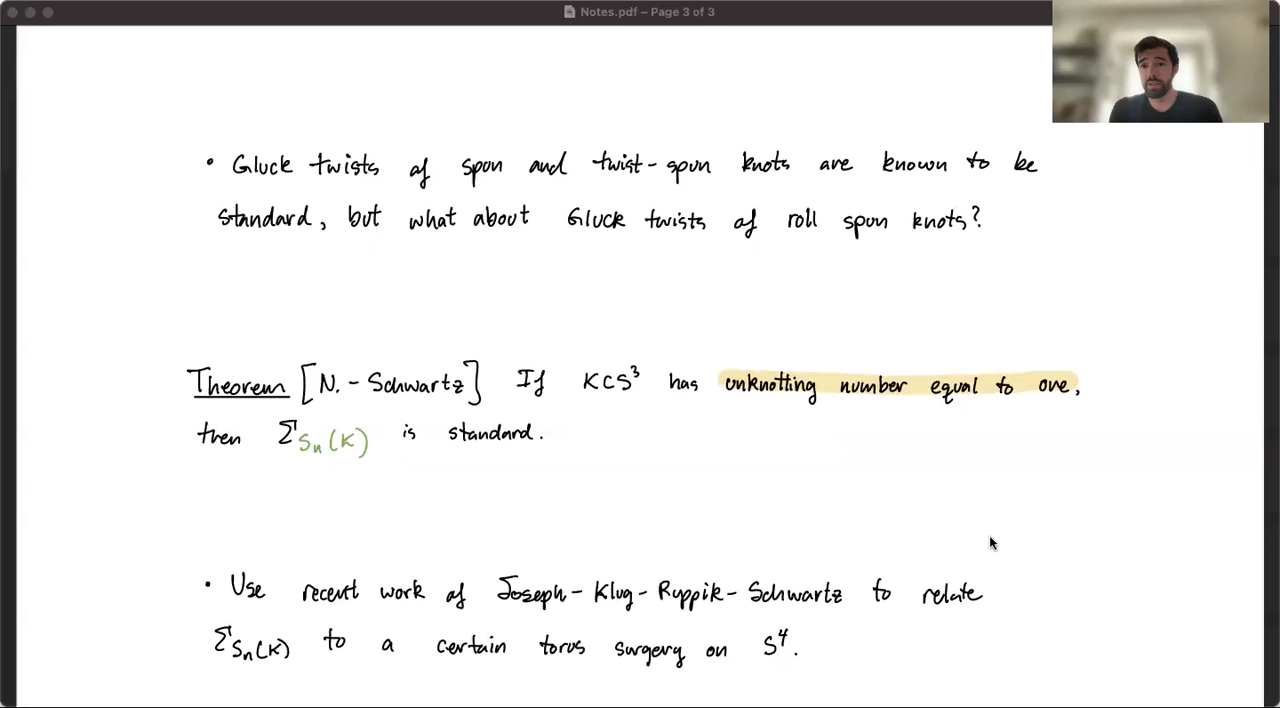 Notes.pdf – Page 3 of 3
• Gluck twists of spun and twist-spun knots are known to be
standard, but what about Gluck twists of roll spun knots?
Theorem [N. - Schwartz] If K⊂S³ has unknotting number equal to one,
then Σ_{Sₙ(K)} is standard.
• Use recent work of Joseph-Klug-Ruppik-Schwartz to relate
Σ_{Sₙ(K)} to a certain torus surgery on S⁴.